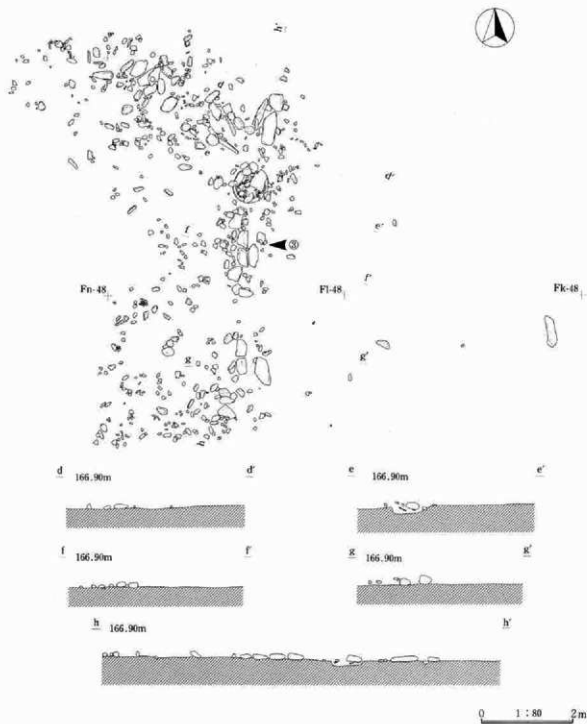 h′
d′
e′
f
③
f′
Fn-48 Fl-48 Fk-48
g
g′
h
d d′ e e′
166.90m 166.90m
f f′ g g′
166.90m 166.90m
h h′
166.90m
0 1：80 2m